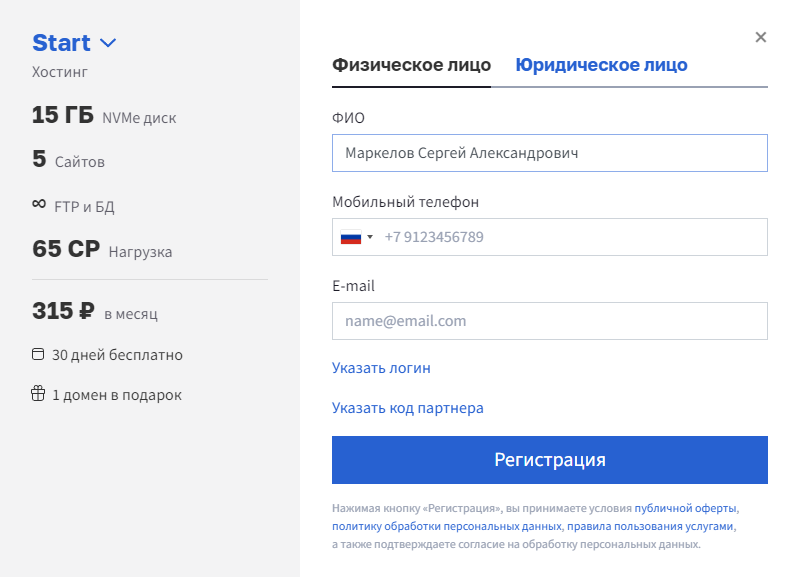 Start
Хостинг
15 ГБ NVMe диск
5 Сайтов
∞ FTP и БД
65 CP Нагрузка
315 ₽ в месяц
30 дней бесплатно
1 домен в подарок
×
Физическое лицо Юридическое лицо
ФИО
Маркелов Сергей Александрович
Мобильный телефон
+7 9123456789
E-mail
name@email.com
Указать логин
Указать код партнера
Регистрация
Нажимая кнопку «Регистрация», вы принимаете условия публичной оферты,
политику обработки персональных данных, правила пользования услугами,
а также подтверждаете согласие на обработку персональных данных.